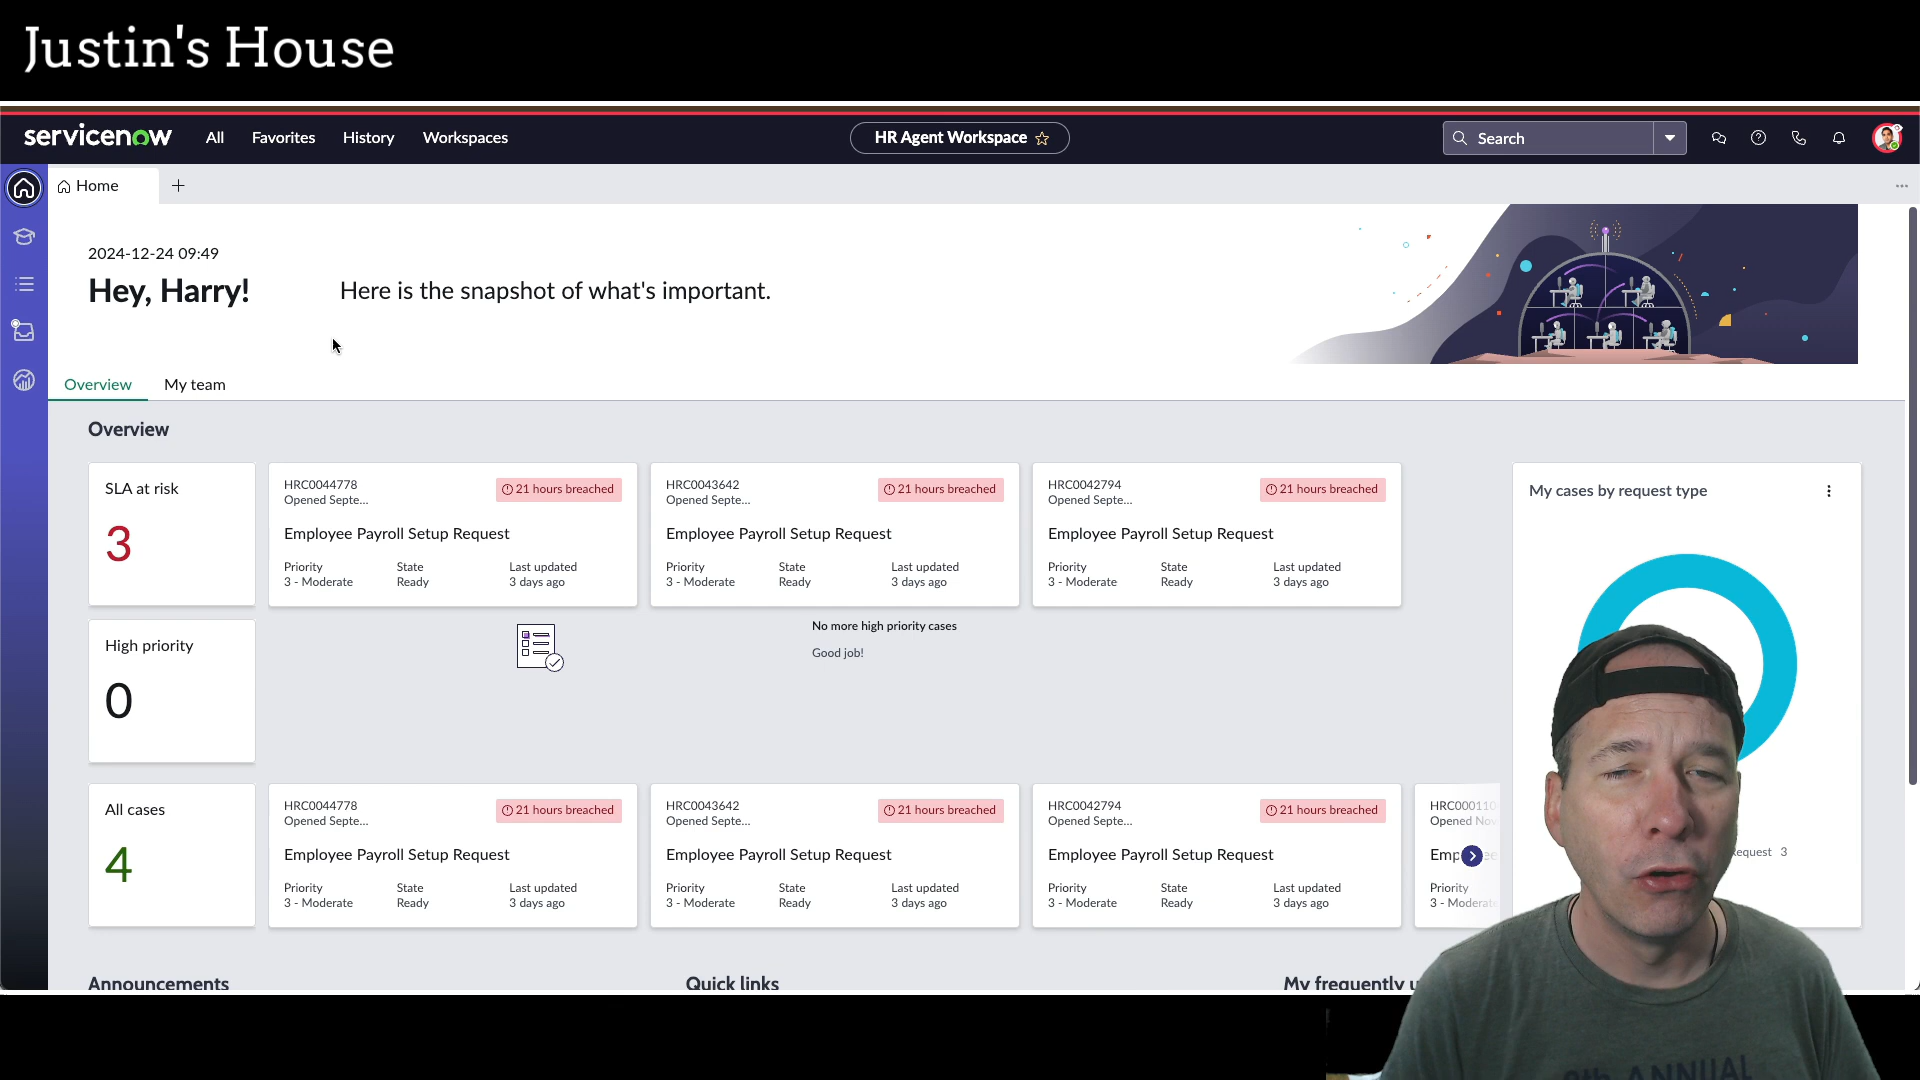 Justin's House
servicenow All Favorites History Workspaces HR Agent Workspace Search
Home
2024-12-24 09:49
Hey, Harry! Here is the snapshot of what's important.
Overview My team
Overview
SLA at risk
3
HRC0044778
Opened Septe...
21 hours breached
Employee Payroll Setup Request
Priority State Last updated
3 - Moderate Ready 3 days ago
HRC0043642
Opened Septe...
21 hours breached
Employee Payroll Setup Request
Priority State Last updated
3 - Moderate Ready 3 days ago
HRC0042794
Opened Septe...
21 hours breached
Employee Payroll Setup Request
Priority State Last updated
3 - Moderate Ready 3 days ago
My cases by request type
High priority
0
No more high priority cases
Good job!
All cases
4
HRC0044778
Opened Septe...
21 hours breached
Employee Payroll Setup Request
Priority State Last updated
3 - Moderate Ready 3 days ago
HRC0043642
Opened Septe...
21 hours breached
Employee Payroll Setup Request
Priority State Last updated
3 - Moderate Ready 3 days ago
HRC0042794
Opened Septe...
21 hours breached
Employee Payroll Setup Request
Priority State Last updated
3 - Moderate Ready 3 days ago
Opened Nov
Priority
3 - Moderate
Request 3
Announcements Quick links My frequently
ANNUAL